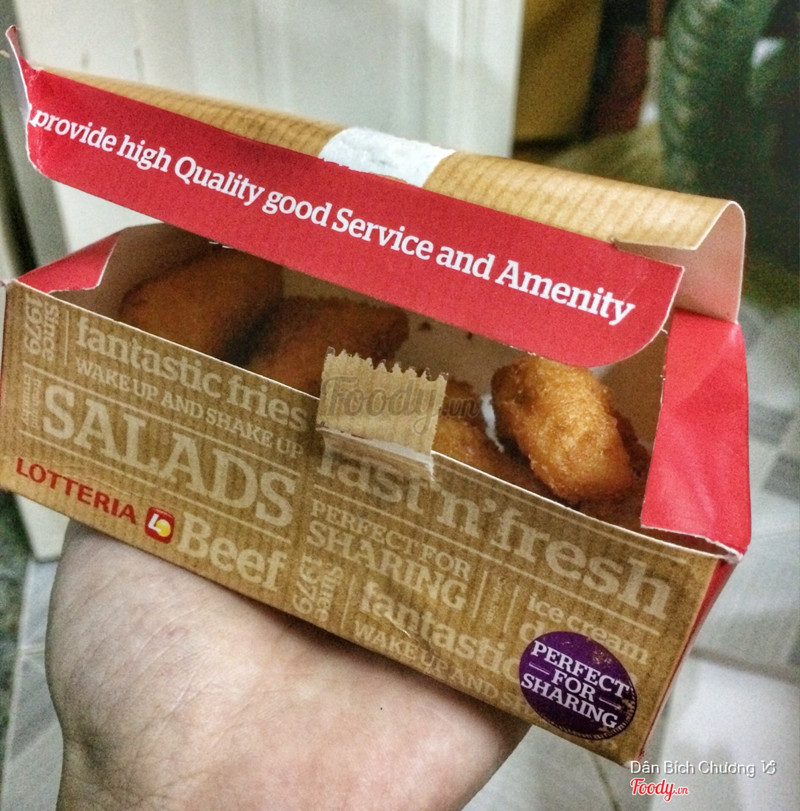 provide high Quality good Service and Amenity
since
1979
fantastic fries
WAKE UP AND SHAKE UP
SALADS
LOTTERIA
Beef
Since
1979
Foody.vn
fast'n'fresh
PERFECT FOR
SHARING
ice cream
fantastic
WAKE UP AND
PERFECT
FOR
SHARING
Dân Bích Chương
Foody.vn